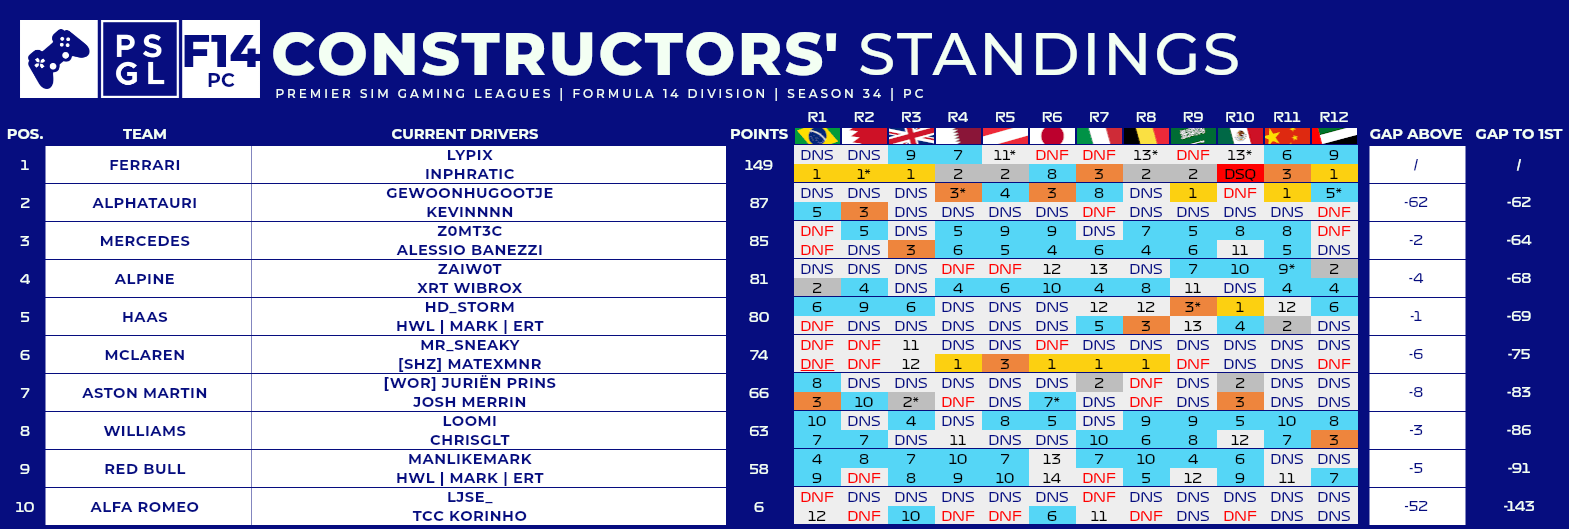 PS GL F14 PC CONSTRUCTORS' STANDINGS
PREMIER SIM GAMING LEAGUES | FORMULA 14 DIVISION | SEASON 34 | PC
R1 R2 R3 R4 R5 R6 R7 R8 R9 R10 R11 R12
POS. TEAM CURRENT DRIVERS POINTS GAP ABOVE GAP TO 1ST
LYPIX DNS DNS 9 7 11* DNF DNF 13* DNF 13* 6 9
1 FERRARI 149 / /
INPHRATIC 1 1* 1 2 2 8 3 2 2 DSQ 3 1
GEWOONHUGOOTJE DNS DNS DNS 3* 4 3 8 DNS 1 DNF 1 5*
2 ALPHATAURI 87 -62 -62
KEVINNNN 5 3 DNS DNS DNS DNS DNF DNS DNS DNS DNS DNF
Z0MT3C DNF 5 DNS 5 9 9 DNS 7 5 8 8 DNF
3 MERCEDES 85 -2 -64
ALESSIO BANEZZI DNF DNS 3 6 5 4 6 4 6 11 5 DNS
ZAIW0T DNS DNS DNS DNF DNF 12 13 DNS 7 10 9* 2
4 ALPINE 81 -4 -68
XRT WIBROX 2 4 DNS 4 6 10 4 8 11 DNS 4 4
HD_STORM 6 9 6 DNS DNS DNS 12 12 3* 1 12 6
5 HAAS 80 -1 -69
HWL | MARK | ERT DNF DNS DNS DNS DNS DNS 5 3 13 4 2 DNS
MR_SNEAKY DNF DNF 11 DNS DNS DNF DNS DNS DNS DNS DNS DNS
6 MCLAREN 74 -6 -75
[SHZ] MATEXMNR DNF DNF 12 1 3 1 1 1 DNF DNS DNS DNF
[WOR] JURIËN PRINS 8 DNS DNS DNS DNS DNS 2 DNF DNS 2 DNS DNS
7 ASTON MARTIN 66 -8 -83
JOSH MERRIN 3 10 2* DNF DNS 7* DNS DNF DNS 3 DNS DNS
LOOMI 10 DNS 4 DNS 8 5 DNS 9 9 5 10 8
8 WILLIAMS 63 -3 -86
CHRISGLT 7 7 DNS 11 DNS DNS 10 6 8 12 7 3
MANLIKEMARK 4 8 7 10 7 13 7 10 4 6 DNS DNS
9 RED BULL 58 -5 -91
HWL | MARK | ERT 9 DNF 8 9 10 14 DNF 5 12 9 11 7
LJSE_ DNF DNS DNS DNS DNS DNS DNF DNS DNS DNS DNS DNS
10 ALFA ROMEO 6 -52 -143
TCC KORINHO 12 DNF 10 DNF DNF 6 11 DNF DNS DNF DNS DNS